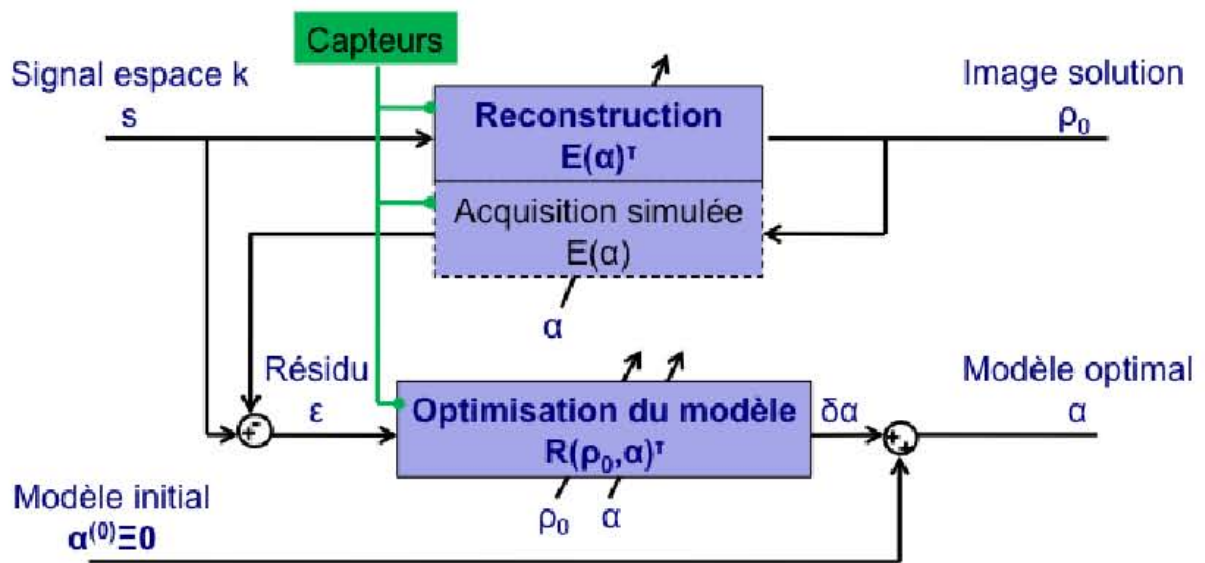 Capteurs
Signal espace k
s
Reconstruction
E(α)ᵀ
Image solution
ρ₀
Acquisition simulée
E(α)
α
Résidu
ε
Optimisation du modèle
R(ρ₀,α)ᵀ
δα
Modèle optimal
α
+ -
+ +
ρ₀ α
Modèle initial
α⁽⁰⁾Ξ0